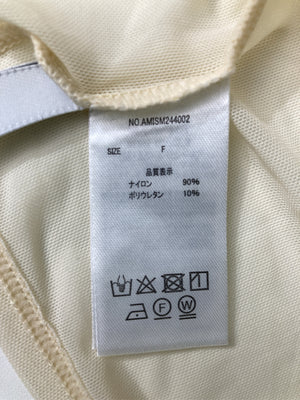 NO.AMISM244002
SIZE F
品質表示
ナイロン 90%
ポリウレタン 10%
F W